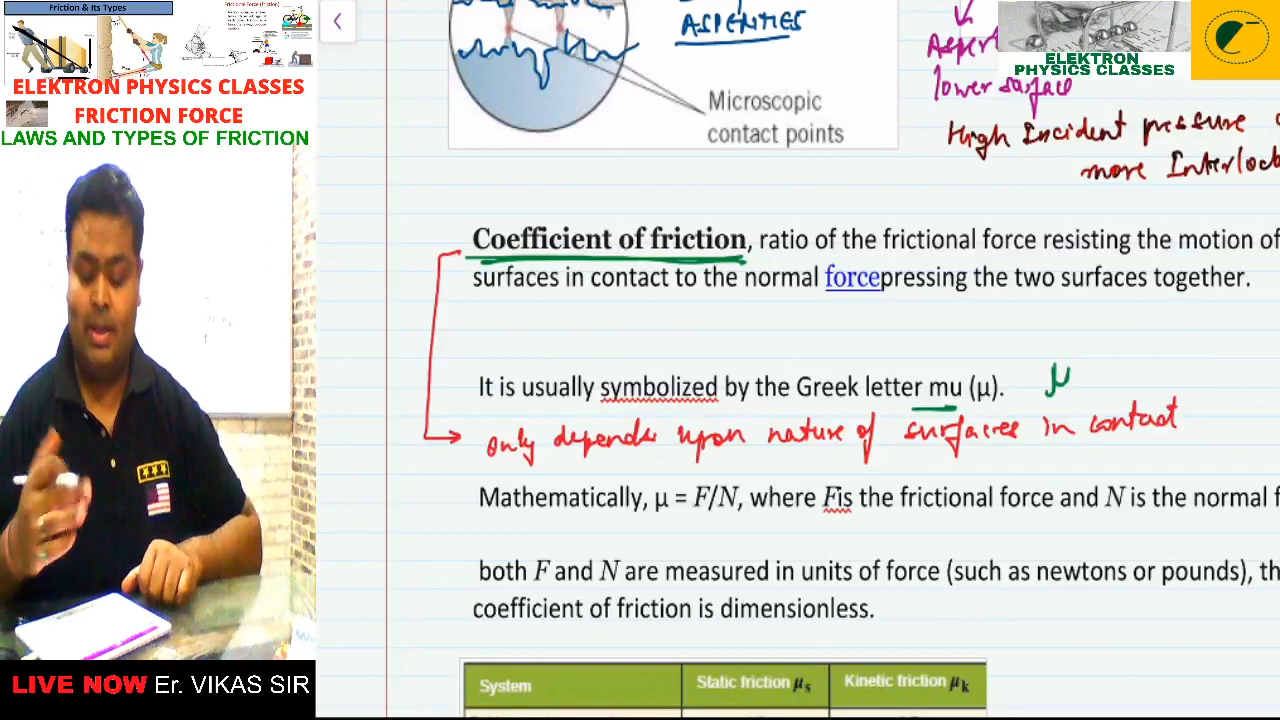 Friction & Its Types
Frictional Force (friction)
ELEKTRON PHYSICS CLASSES
FRICTION FORCE
LAWS AND TYPES OF FRICTION
ASPERITIES
Microscopic
contact points
lower surface
High Incident pressure
more Interlock
ELEKTRON
PHYSICS CLASSES
Coefficient of friction, ratio of the frictional force resisting the motion of
surfaces in contact to the normal forcepressing the two surfaces together.
It is usually symbolized by the Greek letter mu (μ). μ
only depends upon nature of surfaces in contact
Mathematically, μ = F/N, where Fis the frictional force and N is the normal f
both F and N are measured in units of force (such as newtons or pounds), th
coefficient of friction is dimensionless.
System Static friction μs Kinetic friction μk
LIVE NOW Er. VIKAS SIR